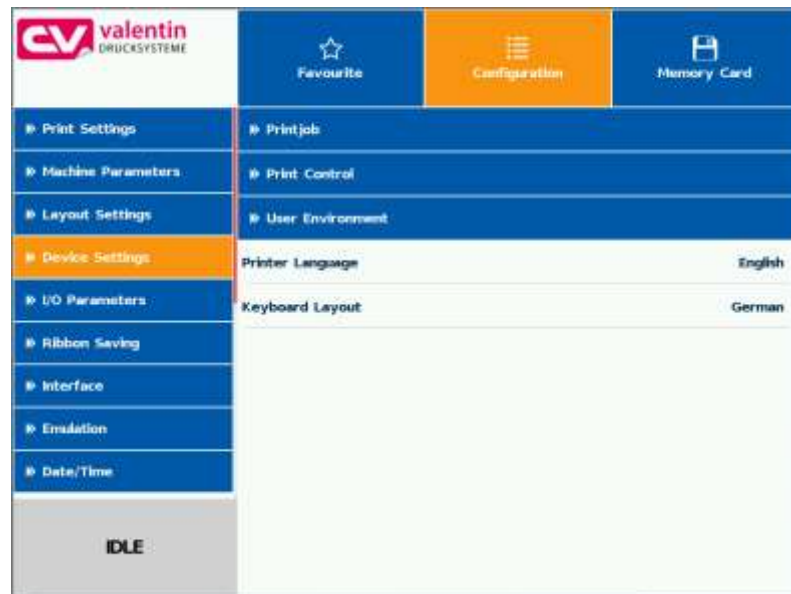 CV valentin
DRUCKSYSTEME
Favourite
Configuration
Memory Card
Print Settings
Machine Parameters
Layout Settings
Device Settings
I/O Parameters
Ribbon Saving
Interface
Emulation
Date/Time
IDLE
Printjob
Print Control
User Environment
Printer Language English
Keyboard Layout German